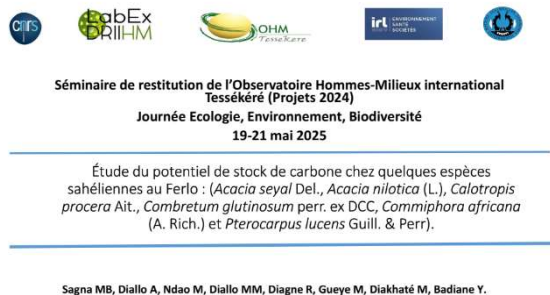 cnrs
LabEx
DRIIHM
OHM
Tessekere
irl
ENVIRONNEMENT
SANTÉ
SOCIÉTÉS
Séminaire de restitution de l'Observatoire Hommes-Milieux international
Tessékéré (Projets 2024)
Journée Ecologie, Environnement, Biodiversité
19-21 mai 2025
Étude du potentiel de stock de carbone chez quelques espèces
sahéliennes au Ferlo : (Acacia seyal Del., Acacia nilotica (L.), Calotropis
procera Ait., Combretum glutinosum perr. ex DCC, Commiphora africana
(A. Rich.) et Pterocarpus lucens Guill. & Perr).
Sagna MB, Diallo A, Ndao M, Diallo MM, Diagne R, Gueye M, Diakhaté M, Badiane Y.